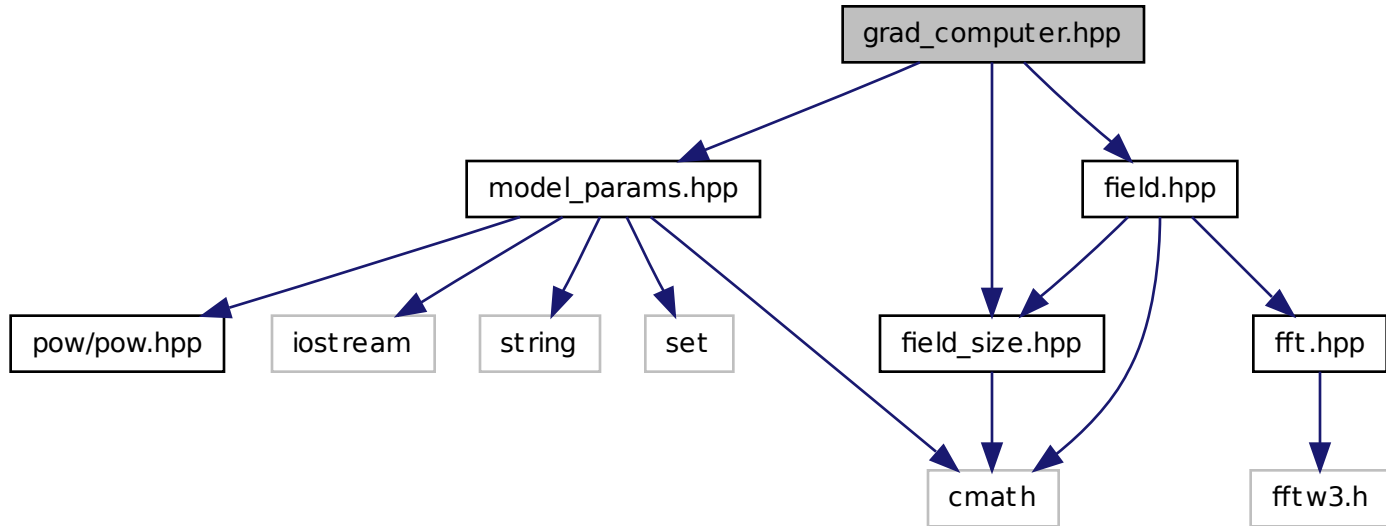 grad_computer.hpp
model_params.hpp
field.hpp
pow/pow.hpp
iostream
string
set
field_size.hpp
fft.hpp
cmath
fftw3.h